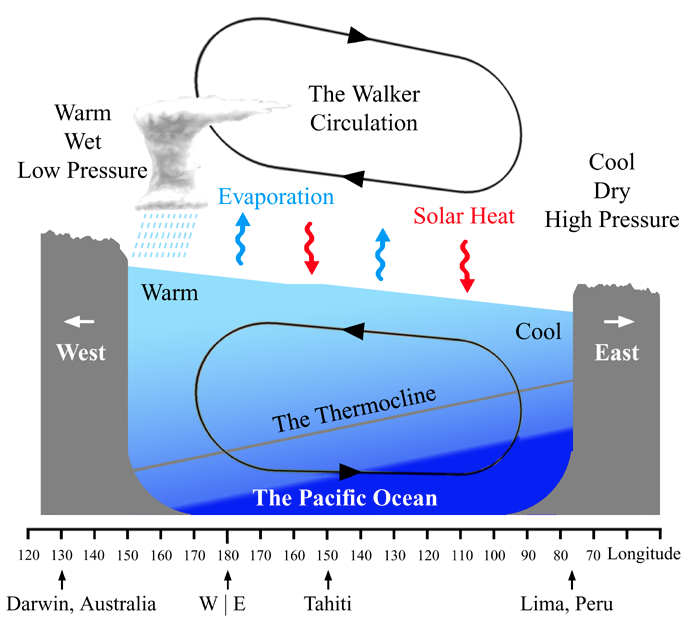 The Walker
Circulation
Warm
Wet
Low Pressure
Cool
Dry
High Pressure
Evaporation
Solar Heat
Warm
Cool
West
East
The Thermocline
The Pacific Ocean
120 130 140 150 160 170 180 170 160 150 140 130 120 110 100 90 80 70 Longitude
Darwin, Australia W | E Tahiti Lima, Peru